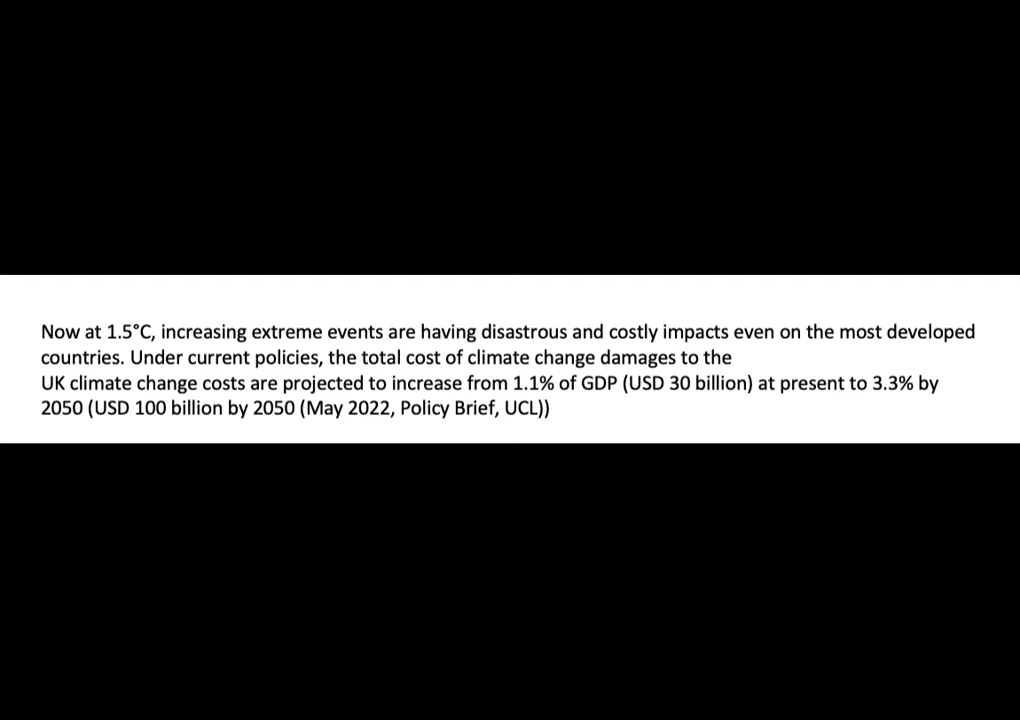 Now at 1.5°C, increasing extreme events are having disastrous and costly impacts even on the most developed
countries. Under current policies, the total cost of climate change damages to the
UK climate change costs are projected to increase from 1.1% of GDP (USD 30 billion) at present to 3.3% by
2050 (USD 100 billion by 2050 (May 2022, Policy Brief, UCL))